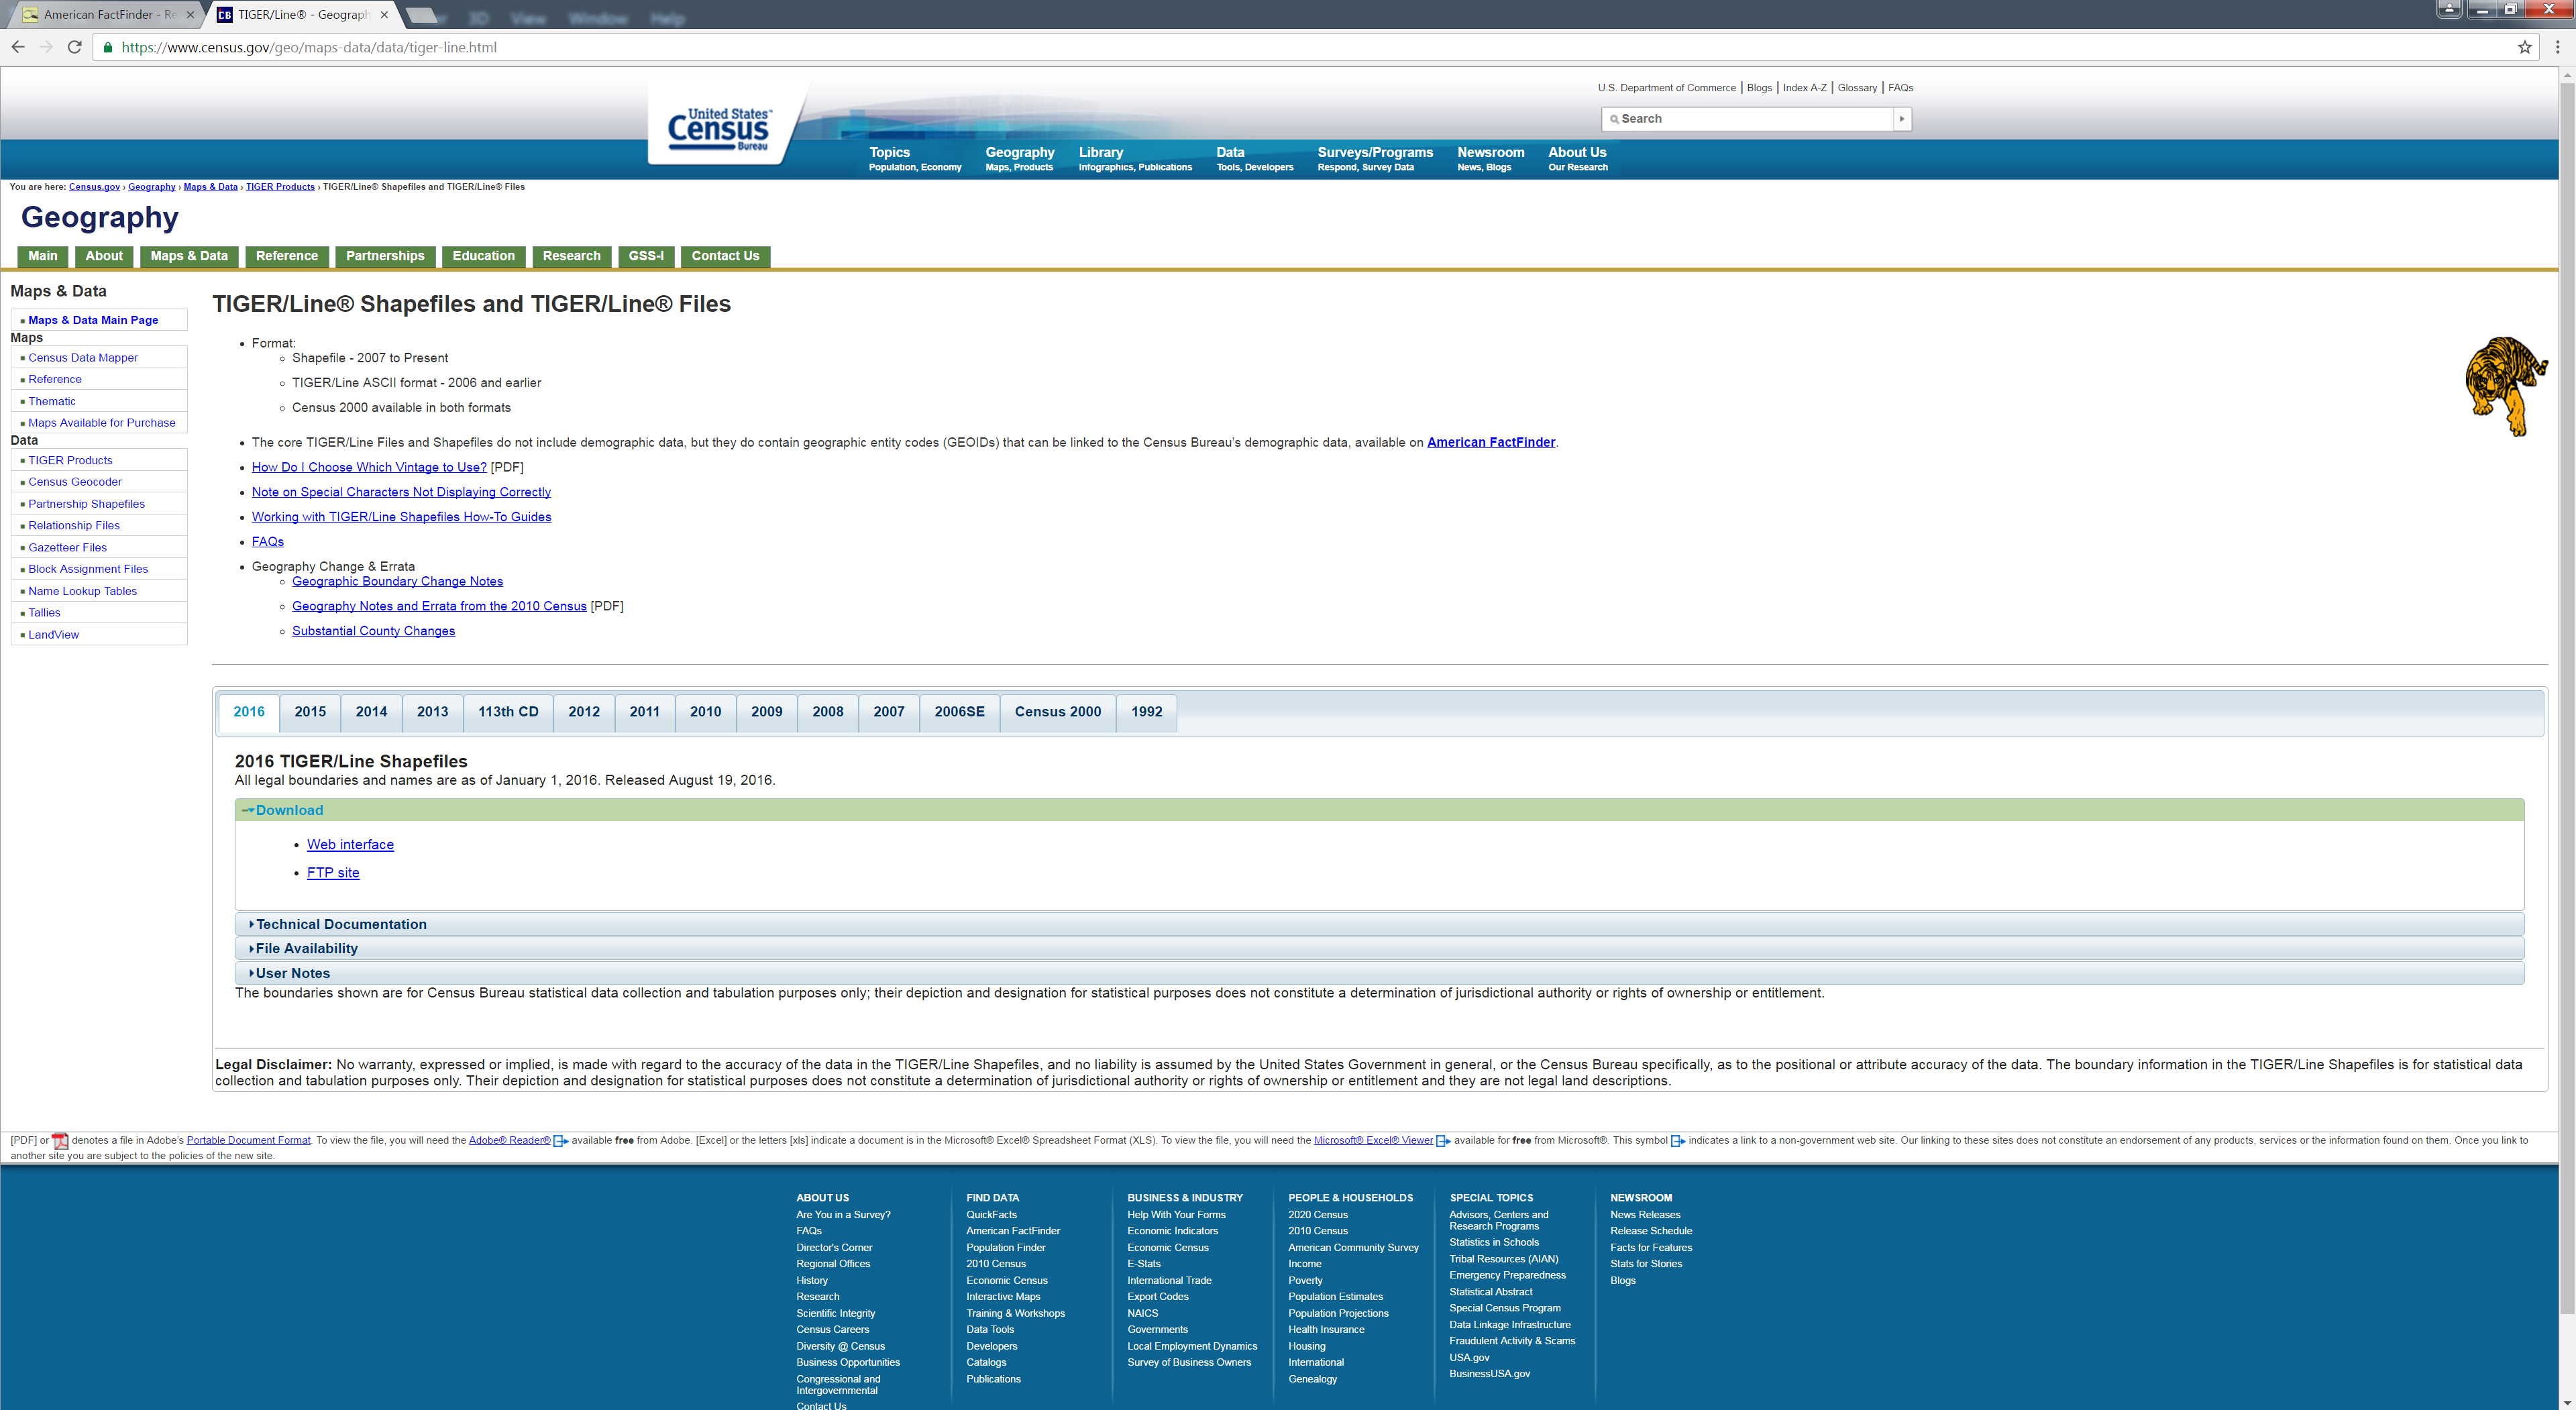 American FactFinder - Re
TIGER/Line® - Geograph
3D View Window Help
https://www.census.gov/geo/maps-data/data/tiger-line.html
U.S. Department of Commerce | Blogs | Index A-Z | Glossary | FAQs
United States™
Census
Bureau
Search
Topics Geography Library Data Surveys/Programs Newsroom About Us
Population, Economy Maps, Products Infographics, Publications Tools, Developers Respond, Survey Data News, Blogs Our Research
You are here: Census.gov › Geography › Maps & Data › TIGER Products › TIGER/Line® Shapefiles and TIGER/Line® Files
Geography
Main About Maps & Data Reference Partnerships Education Research GSS-I Contact Us
Maps & Data
Maps & Data Main Page
Maps
Census Data Mapper
Reference
Thematic
Maps Available for Purchase
Data
TIGER Products
Census Geocoder
Partnership Shapefiles
Relationship Files
Gazetteer Files
Block Assignment Files
Name Lookup Tables
Tallies
LandView
TIGER/Line® Shapefiles and TIGER/Line® Files
Format:
Shapefile - 2007 to Present
TIGER/Line ASCII format - 2006 and earlier
Census 2000 available in both formats
The core TIGER/Line Files and Shapefiles do not include demographic data, but they do contain geographic entity codes (GEOIDs) that can be linked to the Census Bureau's demographic data, available on American FactFinder.
How Do I Choose Which Vintage to Use? [PDF]
Note on Special Characters Not Displaying Correctly
Working with TIGER/Line Shapefiles How-To Guides
FAQs
Geography Change & Errata
Geographic Boundary Change Notes
Geography Notes and Errata from the 2010 Census [PDF]
Substantial County Changes
2016 2015 2014 2013 113th CD 2012 2011 2010 2009 2008 2007 2006SE Census 2000 1992
2016 TIGER/Line Shapefiles
All legal boundaries and names are as of January 1, 2016. Released August 19, 2016.
Download
Web interface
FTP site
Technical Documentation
File Availability
User Notes
The boundaries shown are for Census Bureau statistical data collection and tabulation purposes only; their depiction and designation for statistical purposes does not constitute a determination of jurisdictional authority or rights of ownership or entitlement.
Legal Disclaimer: No warranty, expressed or implied, is made with regard to the accuracy of the data in the TIGER/Line Shapefiles, and no liability is assumed by the United States Government in general, or the Census Bureau specifically, as to the positional or attribute accuracy of the data. The boundary information in the TIGER/Line Shapefiles is for statistical data
collection and tabulation purposes only. Their depiction and designation for statistical purposes does not constitute a determination of jurisdictional authority or rights of ownership or entitlement and they are not legal land descriptions.
[PDF] or denotes a file in Adobe's Portable Document Format. To view the file, you will need the Adobe® Reader® available free from Adobe. [Excel] or the letters [xls] indicate a document is in the Microsoft® Excel® Spreadsheet Format (XLS). To view the file, you will need the Microsoft® Excel® Viewer available for free from Microsoft®. This symbol indicates a link to a non-government web site. Our linking to these sites does not constitute an endorsement of any products, services or the information found on them. Once you link to
another site you are subject to the policies of the new site.
ABOUT US
Are You in a Survey?
FAQs
Director's Corner
Regional Offices
History
Research
Scientific Integrity
Census Careers
Diversity @ Census
Business Opportunities
Congressional and
Intergovernmental
Contact Us
FIND DATA
QuickFacts
American FactFinder
Population Finder
2010 Census
Economic Census
Interactive Maps
Training & Workshops
Data Tools
Developers
Catalogs
Publications
BUSINESS & INDUSTRY
Help With Your Forms
Economic Indicators
Economic Census
E-Stats
International Trade
Export Codes
NAICS
Governments
Local Employment Dynamics
Survey of Business Owners
PEOPLE & HOUSEHOLDS
2020 Census
2010 Census
American Community Survey
Income
Poverty
Population Estimates
Population Projections
Health Insurance
Housing
International
Genealogy
SPECIAL TOPICS
Advisors, Centers and
Research Programs
Statistics in Schools
Tribal Resources (AIAN)
Emergency Preparedness
Statistical Abstract
Special Census Program
Data Linkage Infrastructure
Fraudulent Activity & Scams
USA.gov
BusinessUSA.gov
NEWSROOM
News Releases
Release Schedule
Facts for Features
Stats for Stories
Blogs